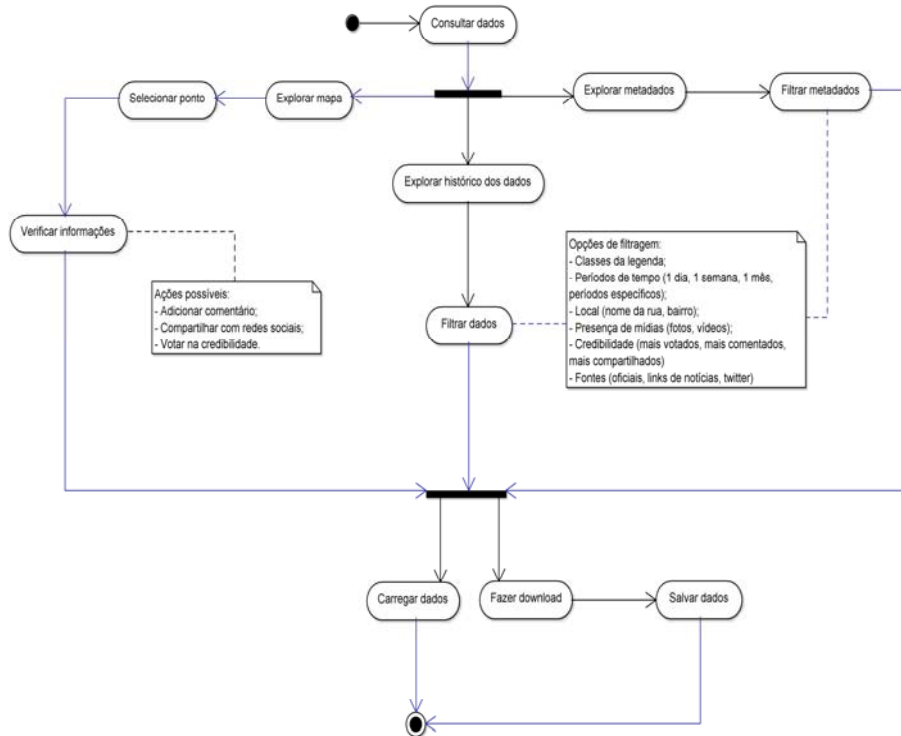 Consultar dados
Selecionar ponto
Explorar mapa
Explorar metadados
Filtrar metadados
Explorar histórico dos dados
Verificar informações
Opções de filtragem:
- Classes da legenda;
- Períodos de tempo (1 dia, 1 semana, 1 mês,
períodos específicos);
- Local (nome da rua, bairro);
- Presença de mídias (fotos, vídeos);
- Credibilidade (mais votados, mais comentados,
mais compartilhados)
- Fontes (oficiais, links de notícias, twitter)
Ações possíveis:
- Adicionar comentário;
- Compartilhar com redes sociais;
- Votar na credibilidade.
Filtrar dados
Carregar dados
Fazer download
Salvar dados